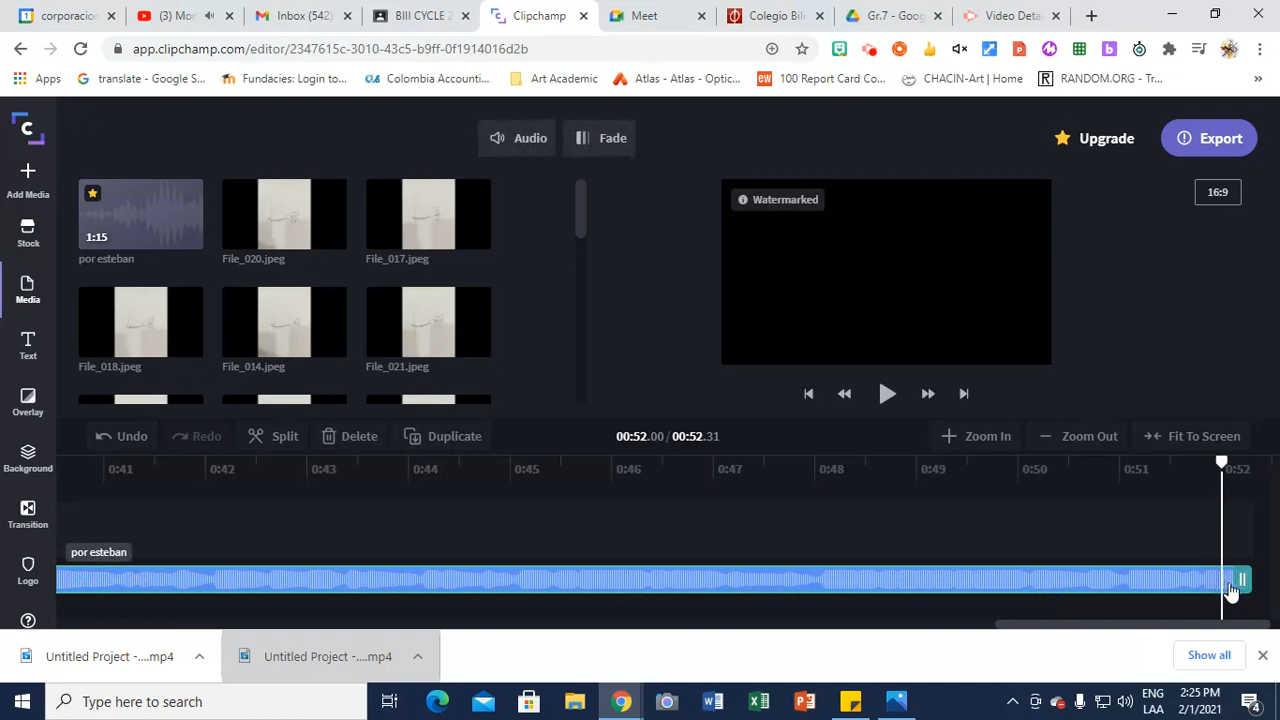 corporacion
(3) Mor
Inbox (542)
BIII CYCLE 2
Clipchamp
Meet
Colegio Bili
Gr.7 - Goog
Video Detai
app.clipchamp.com/editor/2347615c-3010-43c5-b9ff-0f1914016d2b
Apps
translate - Google S...
Fundacies: Login to...
Colombia Accounti...
Art Academic
Atlas - Atlas - Optic...
100 Report Card Co...
CHACIN-Art | Home
RANDOM.ORG - Tr...
»
Audio
Fade
Upgrade
Export
Add Media
Stock
Media
Text
Overlay
Background
Transition
Logo
1:15
por esteban
File_020.jpeg
File_017.jpeg
File_018.jpeg
File_014.jpeg
File_021.jpeg
Watermarked
16:9
Undo
Redo
Split
Delete
Duplicate
00:52.00 / 00:52.31
Zoom In
Zoom Out
Fit To Screen
0:41 0:42 0:43 0:44 0:45 0:46 0:47 0:48 0:49 0:50 0:51 0:52
por esteban
Untitled Project -....mp4
Untitled Project -....mp4
Show all
Type here to search
ENG
LAA
2:25 PM
2/1/2021
4